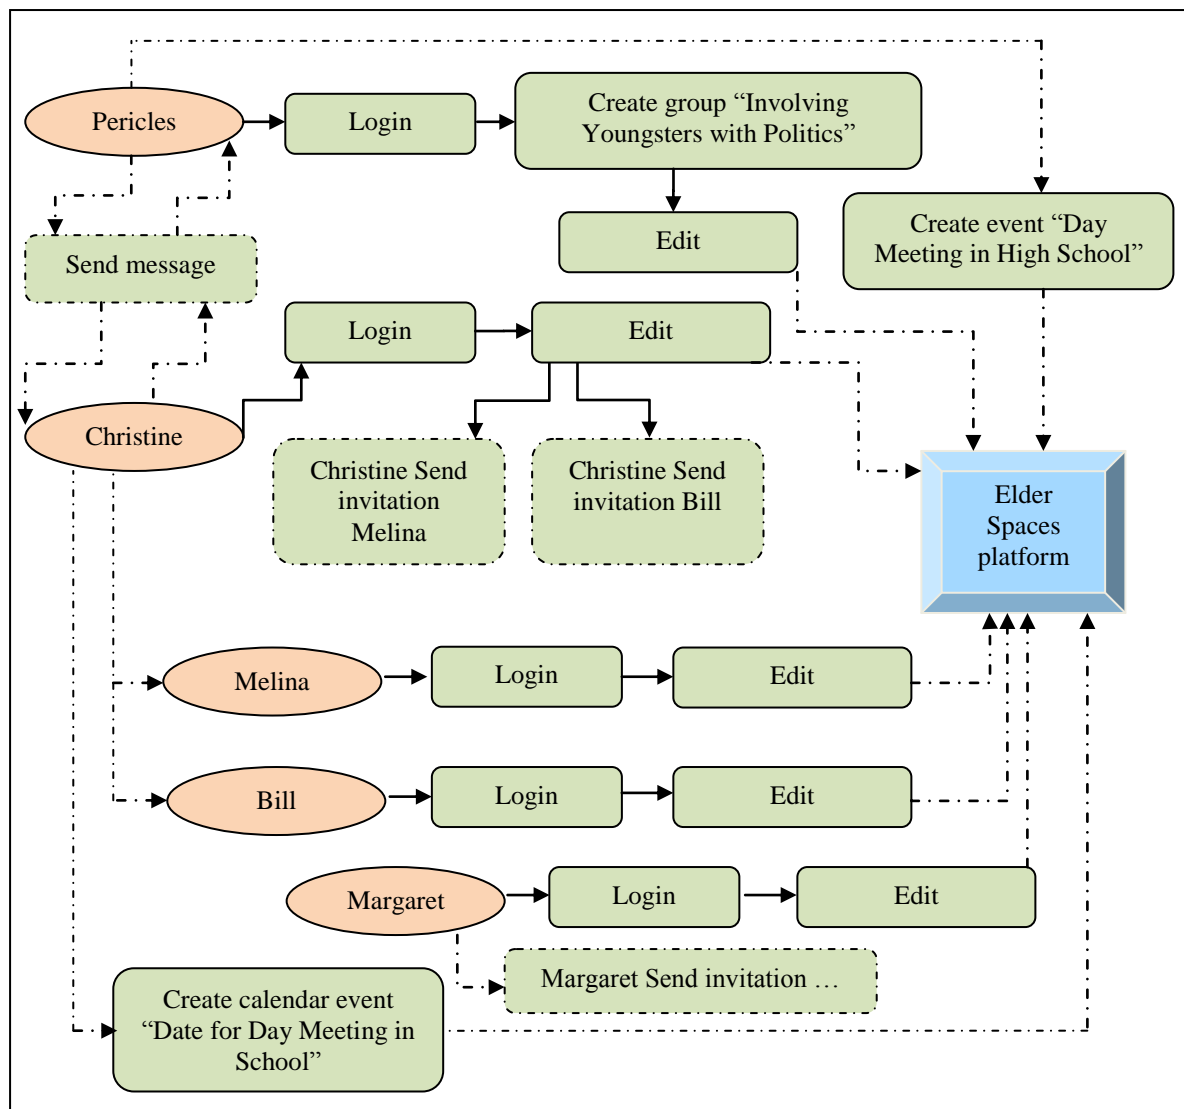 Pericles
Login
Create group “Involving
Youngsters with Politics”
Edit
Create event “Day
Meeting in High School”
Send message
Login
Edit
Christine
Christine Send
invitation
Melina
Christine Send
invitation Bill
Elder
Spaces
platform
Melina
Login
Edit
Bill
Login
Edit
Margaret
Login
Edit
Margaret Send invitation …
Create calendar event
“Date for Day Meeting in
School”